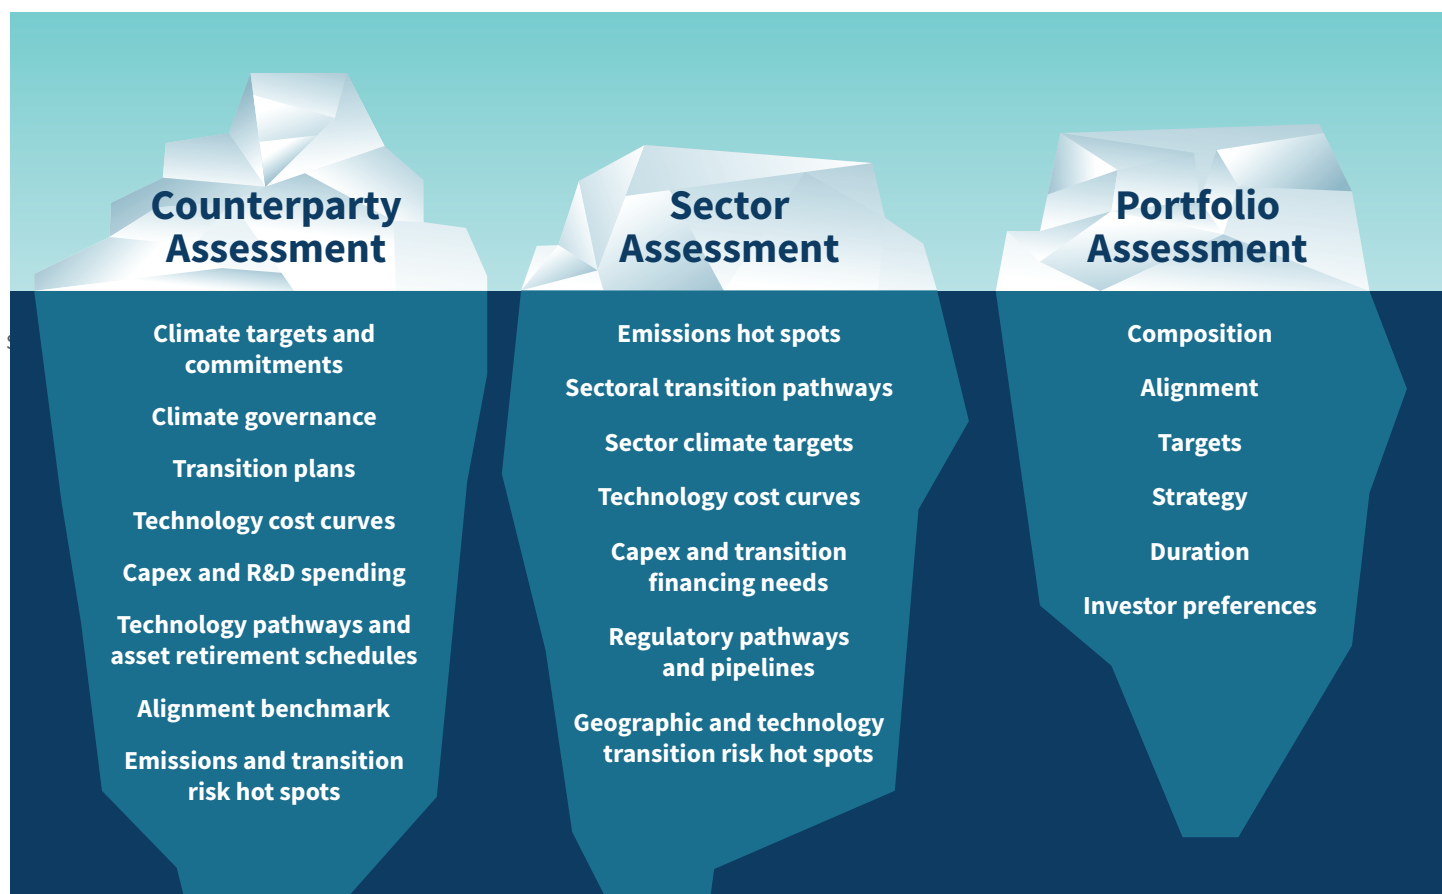 Counterparty
Assessment
Climate targets and
commitments
Climate governance
Transition plans
Technology cost curves
Capex and R&D spending
Technology pathways and
asset retirement schedules
Alignment benchmark
Emissions and transition
risk hot spots
Sector
Assessment
Emissions hot spots
Sectoral transition pathways
Sector climate targets
Technology cost curves
Capex and transition
financing needs
Regulatory pathways
and pipelines
Geographic and technology
transition risk hot spots
Portfolio
Assessment
Composition
Alignment
Targets
Strategy
Duration
Investor preferences